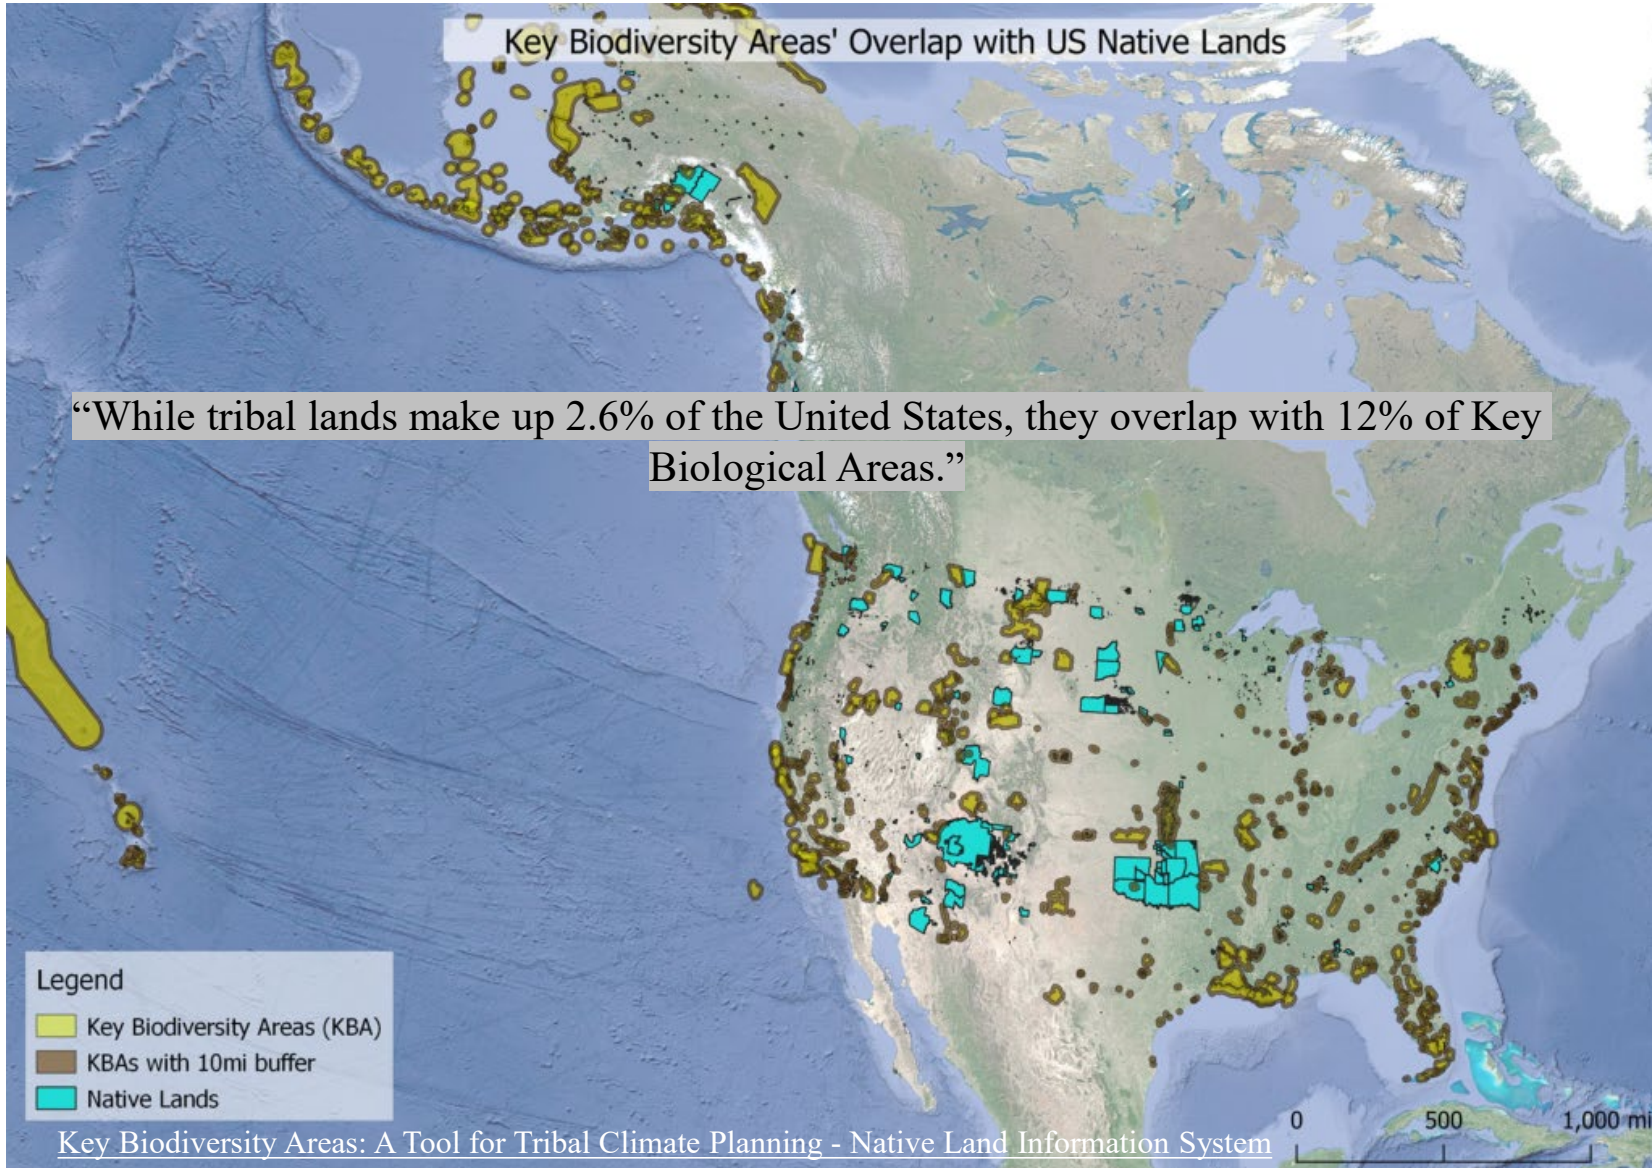 Key Biodiversity Areas' Overlap with US Native Lands
“While tribal lands make up 2.6% of the United States, they overlap with 12% of Key
Biological Areas.”
Legend
Key Biodiversity Areas (KBA)
KBAs with 10mi buffer
Native Lands
0 500 1,000 mi
Key Biodiversity Areas: A Tool for Tribal Climate Planning - Native Land Information System